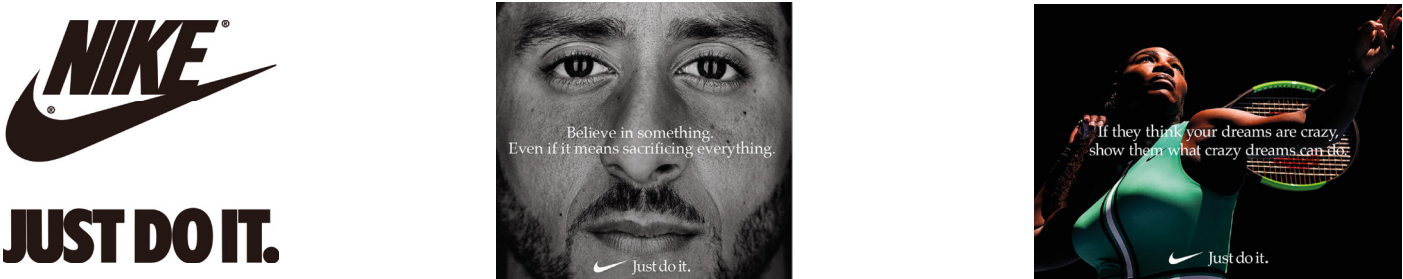 NIKE®
®
JUST DO IT.
Believe in something.
Even if it means sacrificing everything.
Just do it.
If they think your dreams are crazy,
show them what crazy dreams can do.
Just do it.